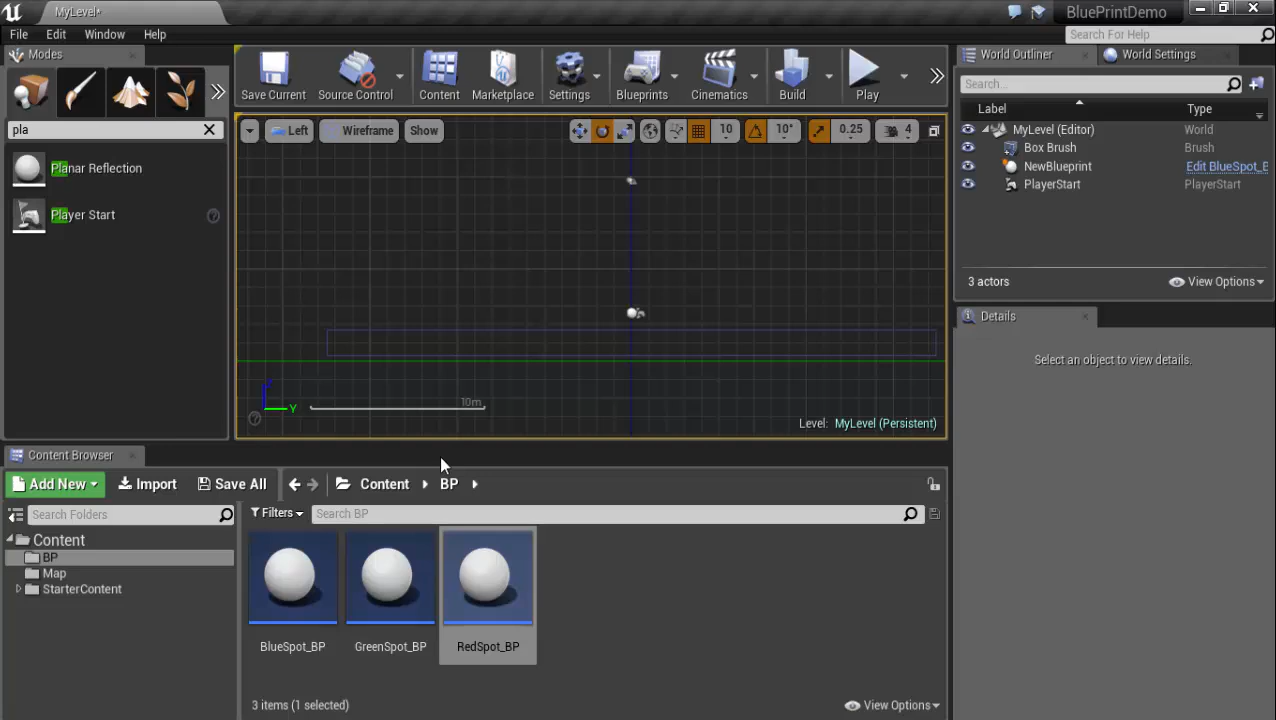 MyLevel*
BluePrintDemo
File Edit Window Help
Search For Help
Modes
Save Current
Source Control
Content
Marketplace
Settings
Blueprints
Cinematics
Build
Play
pla
Planar Reflection
Player Start
Left
Wireframe
Show
10
10°
0.25
4
10m
Y
Level: MyLevel (Persistent)
World Outliner
World Settings
Search...
Label Type
MyLevel (Editor) World
Box Brush Brush
NewBlueprint Edit BlueSpot_B
PlayerStart PlayerStart
3 actors
View Options
Details
Select an object to view details.
Content Browser
Add New
Import
Save All
Content
BP
Search Folders
Filters
Search BP
Content
BP
Map
StarterContent
BlueSpot_BP
GreenSpot_BP
RedSpot_BP
3 items (1 selected)
View Options